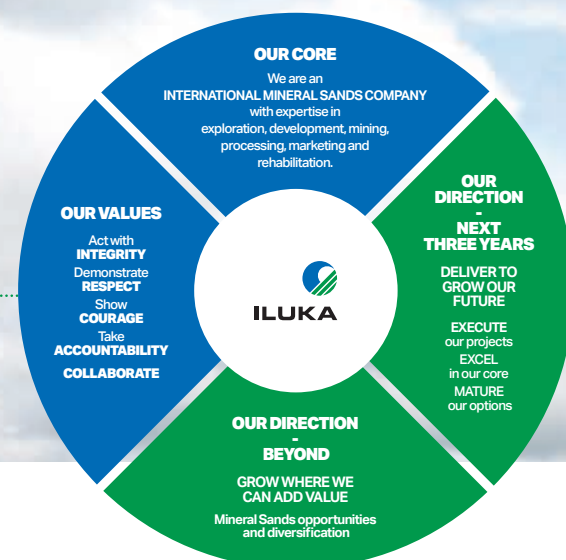 OUR CORE
We are an
INTERNATIONAL MINERAL SANDS COMPANY
with expertise in
exploration, development, mining,
processing, marketing and
rehabilitation.
OUR
DIRECTION
-
NEXT
THREE YEARS
DELIVER TO
GROW OUR
FUTURE
EXECUTE
our projects
EXCEL
in our core
MATURE
our options
OUR DIRECTION
-
BEYOND
GROW WHERE WE
CAN ADD VALUE
Mineral Sands opportunities
and diversification
OUR VALUES
Act with
INTEGRITY
Demonstrate
RESPECT
Show
COURAGE
Take
ACCOUNTABILITY
COLLABORATE
ILUKA